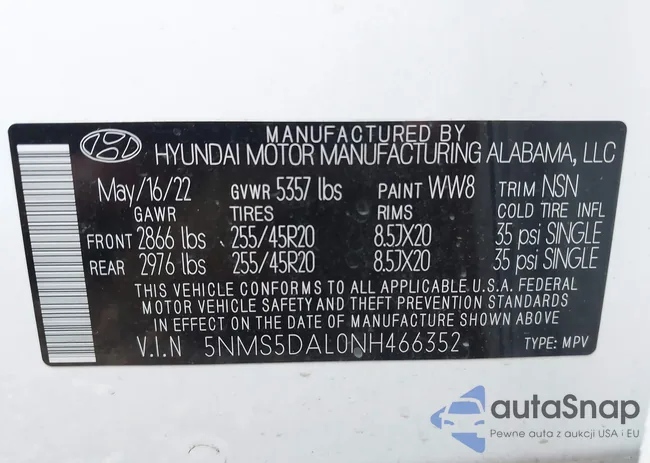 MANUFACTURED BY
HYUNDAI MOTOR MANUFACTURING ALABAMA, LLC
May/16/22 GVWR 5357 lbs PAINT WW8 TRIM NSN
GAWR TIRES RIMS COLD TIRE INFL
FRONT 2866 lbs 255/45R20 8.5JX20 35 psi SINGLE
REAR 2976 lbs 255/45R20 8.5JX20 35 psi SINGLE
THIS VEHICLE CONFORMS TO ALL APPLICABLE U.S.A. FEDERAL
MOTOR VEHICLE SAFETY AND THEFT PREVENTION STANDARDS
IN EFFECT ON THE DATE OF MANUFACTURE SHOWN ABOVE
V.I.N 5NMS5DAL0NH466352 TYPE: MPV
autaSnap
Pewne auta z aukcji USA i EU